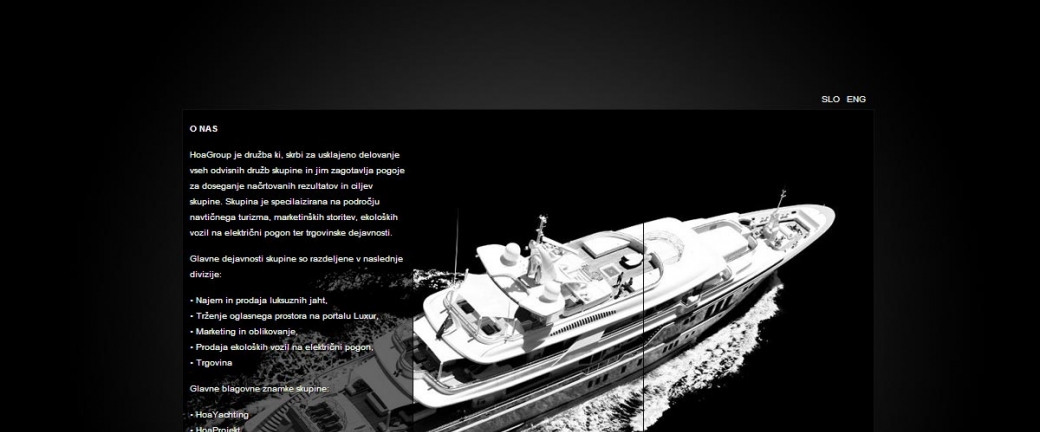 SLO ENG
O NAS
HoaGroup je družba ki, skrbi za usklajeno delovanje
vseh odvisnih družb skupine in jim zagotavlja pogoje
za doseganje načrtovanih rezultatov in ciljev
skupine. Skupina je specilaizirana na področju
navtičnega turizma, marketinških storitev, ekoloških
vozil na električni pogon ter trgovinske dejavnosti.
Glavne dejavnosti skupine so razdeljene v naslednje
divizije:
• Najem in prodaja luksuznih jaht,
• Trženje oglasnega prostora na portalu Luxur,
• Marketing in oblikovanje,
• Prodaja ekoloških vozil na električni pogon,
• Trgovina
Glavne blagovne znamke skupine:
• HoaYachting
• HoaProjekt